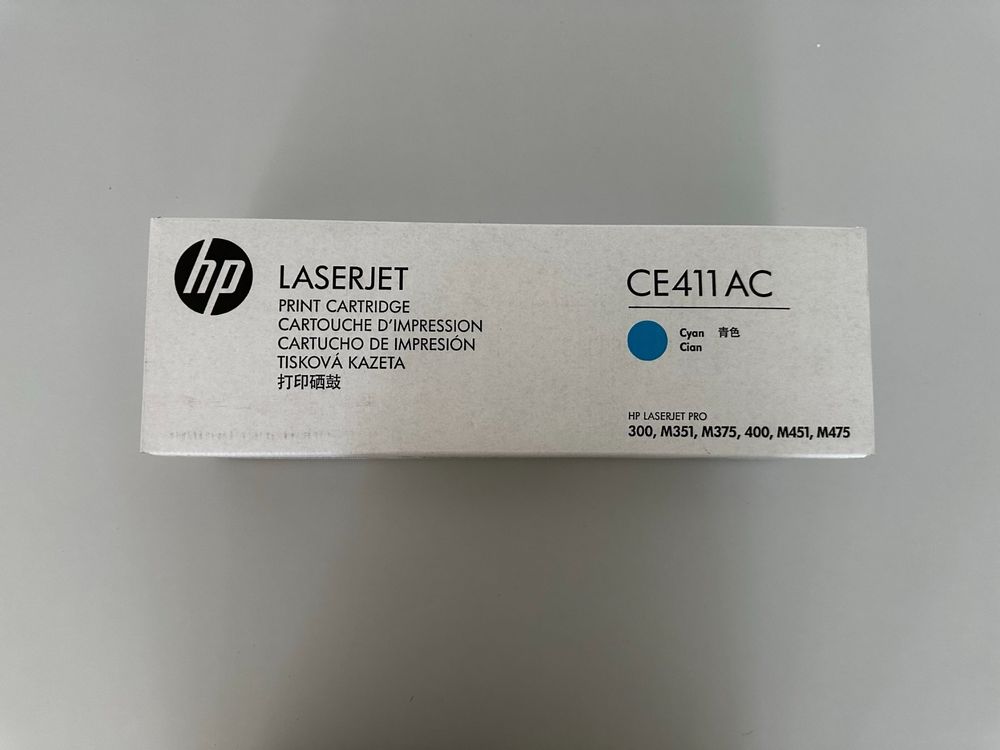 hp
LASERJET
PRINT CARTRIDGE
CARTOUCHE D'IMPRESSION
CARTUCHO DE IMPRESIÓN
TISKOVÁ KAZETA
打印硒鼓
CE411AC
Cyan 青色
Cian
HP LASERJET PRO
300, M351, M375, 400, M451, M475